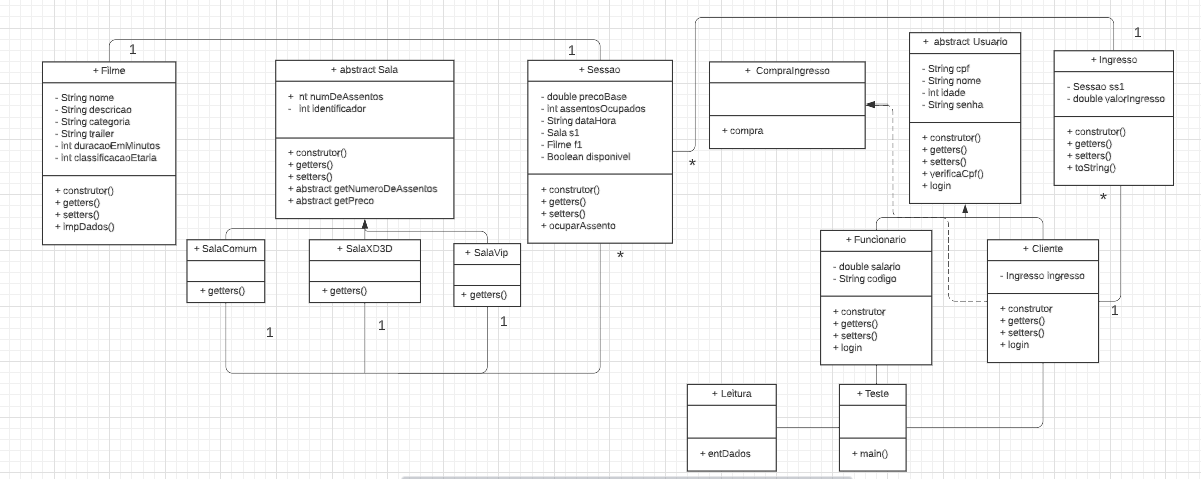 + Filme
- String nome
- String descricao
- String categoria
- String trailer
- int duracaoEmMinutos
- int classificacaoEtaria
+ construtor()
+ getters()
+ setters()
+ impDados()
1
1
+ abstract Sala
+ nt numDeAssentos
- int identificador
+ construtor()
+ getters()
+ setters()
+ abstract getNumeroDeAssentos
+ abstract getPreco
+ SalaComum
+ getters()
1
+ SalaXD3D
+ getters()
1
+ SalaVip
+ getters()
1
+ Sessao
- double precoBase
- int assentosOcupados
- String dataHora
- Sala s1
- Filme f1
- Boolean disponivel
+ construtor()
+ getters()
+ setters()
+ ocuparAssento
*
*
+ CompraIngresso
+ compra
+ abstract Usuario
- String cpf
- String nome
- int idade
- String senha
+ construtor()
+ getters()
+ setters()
+ verificaCpf()
+ login
1
+ Ingresso
- Sessao ss1
- double valorIngresso
+ construtor()
+ getters()
+ setters()
+ toString()
*
+ Funcionario
- double salario
- String codigo
+ construtor
+ getters()
+ setters()
+ login
+ Cliente
- Ingresso ingresso
+ construtor
+ getters()
+ setters()
+ login
1
+ Leitura
+ entDados
+ Teste
+ main()